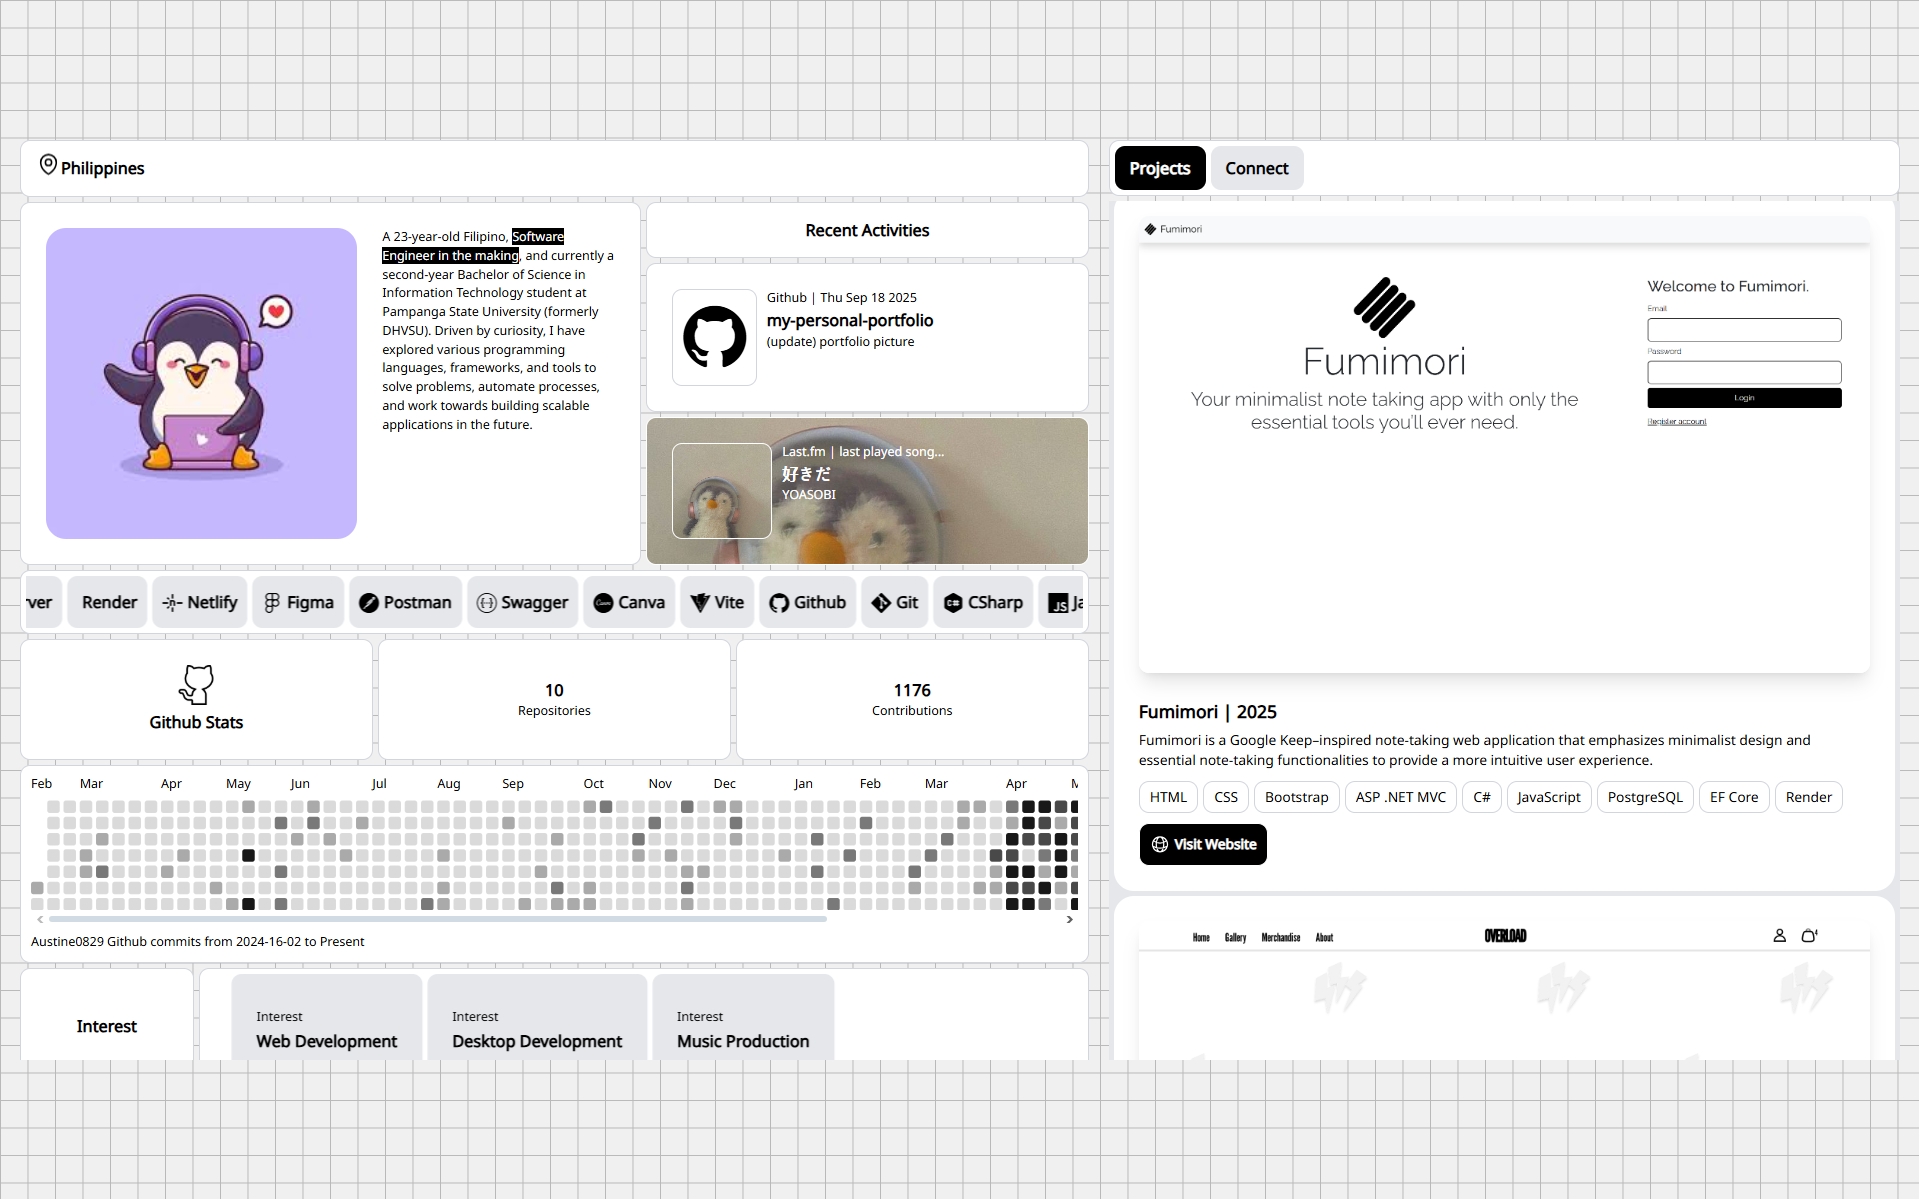 Philippines
A 23-year-old Filipino, Software
Engineer in the making, and currently a
second-year Bachelor of Science in
Information Technology student at
Pampanga State University (formerly
DHVSU). Driven by curiosity, I have
explored various programming
languages, frameworks, and tools to
solve problems, automate processes,
and work towards building scalable
applications in the future.
Recent Activities
Github | Thu Sep 18 2025
my-personal-portfolio
(update) portfolio picture
Last.fm | last played song...
好きだ
YOASOBI
Render Netlify Figma Postman Swagger Canva Vite Github Git CSharp
Github Stats
10
Repositories
1176
Contributions
Feb Mar Apr May Jun Jul Aug Sep Oct Nov Dec Jan Feb Mar Apr
Austine0829 Github commits from 2024-16-02 to Present
Interest
Interest
Web Development
Interest
Desktop Development
Interest
Music Production
Projects Connect
Fumimori
Fumimori
Your minimalist note taking app with only the
essential tools you'll ever need.
Welcome to Fumimori.
Email
Password
Login
Register account
Fumimori | 2025
Fumimori is a Google Keep–inspired note-taking web application that emphasizes minimalist design and
essential note-taking functionalities to provide a more intuitive user experience.
HTML CSS Bootstrap ASP .NET MVC C# JavaScript PostgreSQL EF Core Render
Visit Website
Home Gallery Merchandise About OVERLOAD